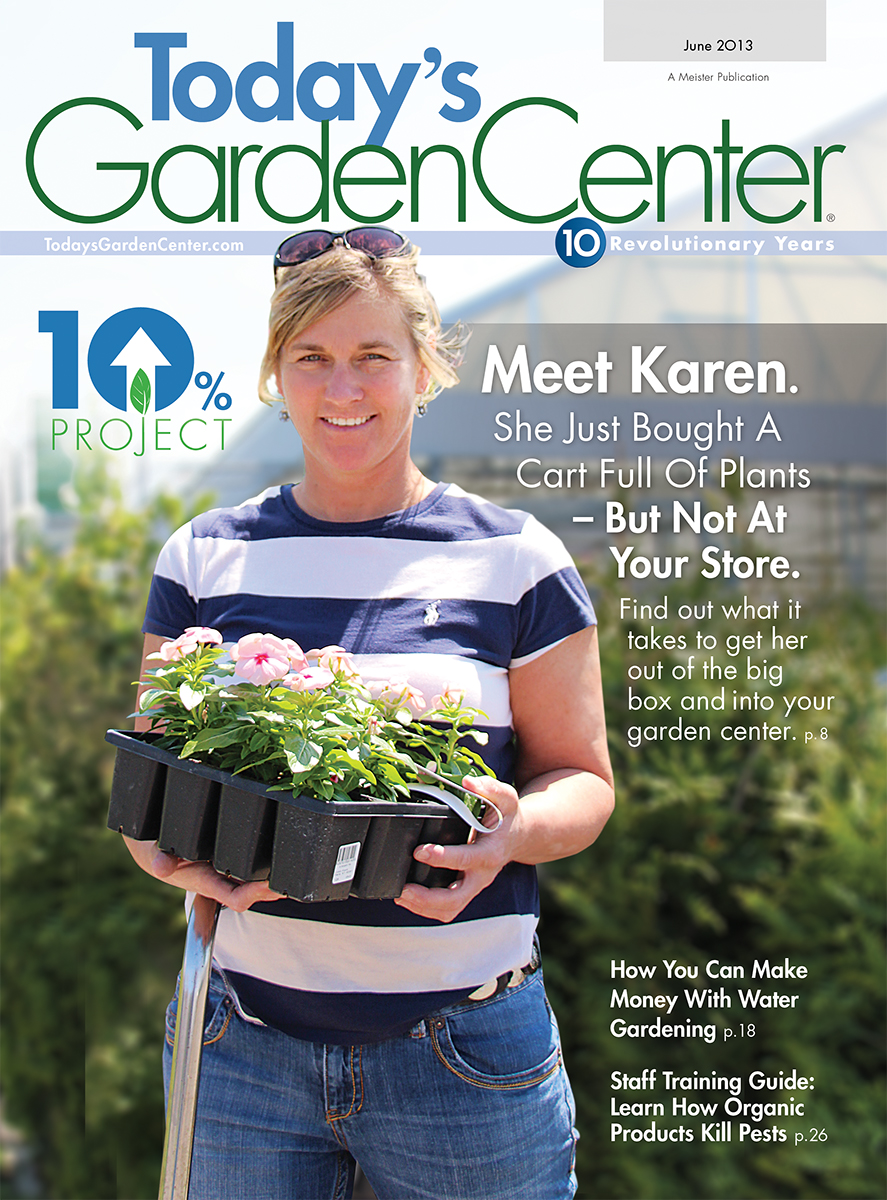 June 2013
A Meister Publication
Today's
GardenCenter®
TodaysGardenCenter.com
10 Revolutionary Years
10%
PROJECT
Meet Karen.
She Just Bought A
Cart Full Of Plants
– But Not At
Your Store.
Find out what it
takes to get her
out of the big
box and into your
garden center. p.8
How You Can Make
Money With Water
Gardening p.18
Staff Training Guide:
Learn How Organic
Products Kill Pests p.26